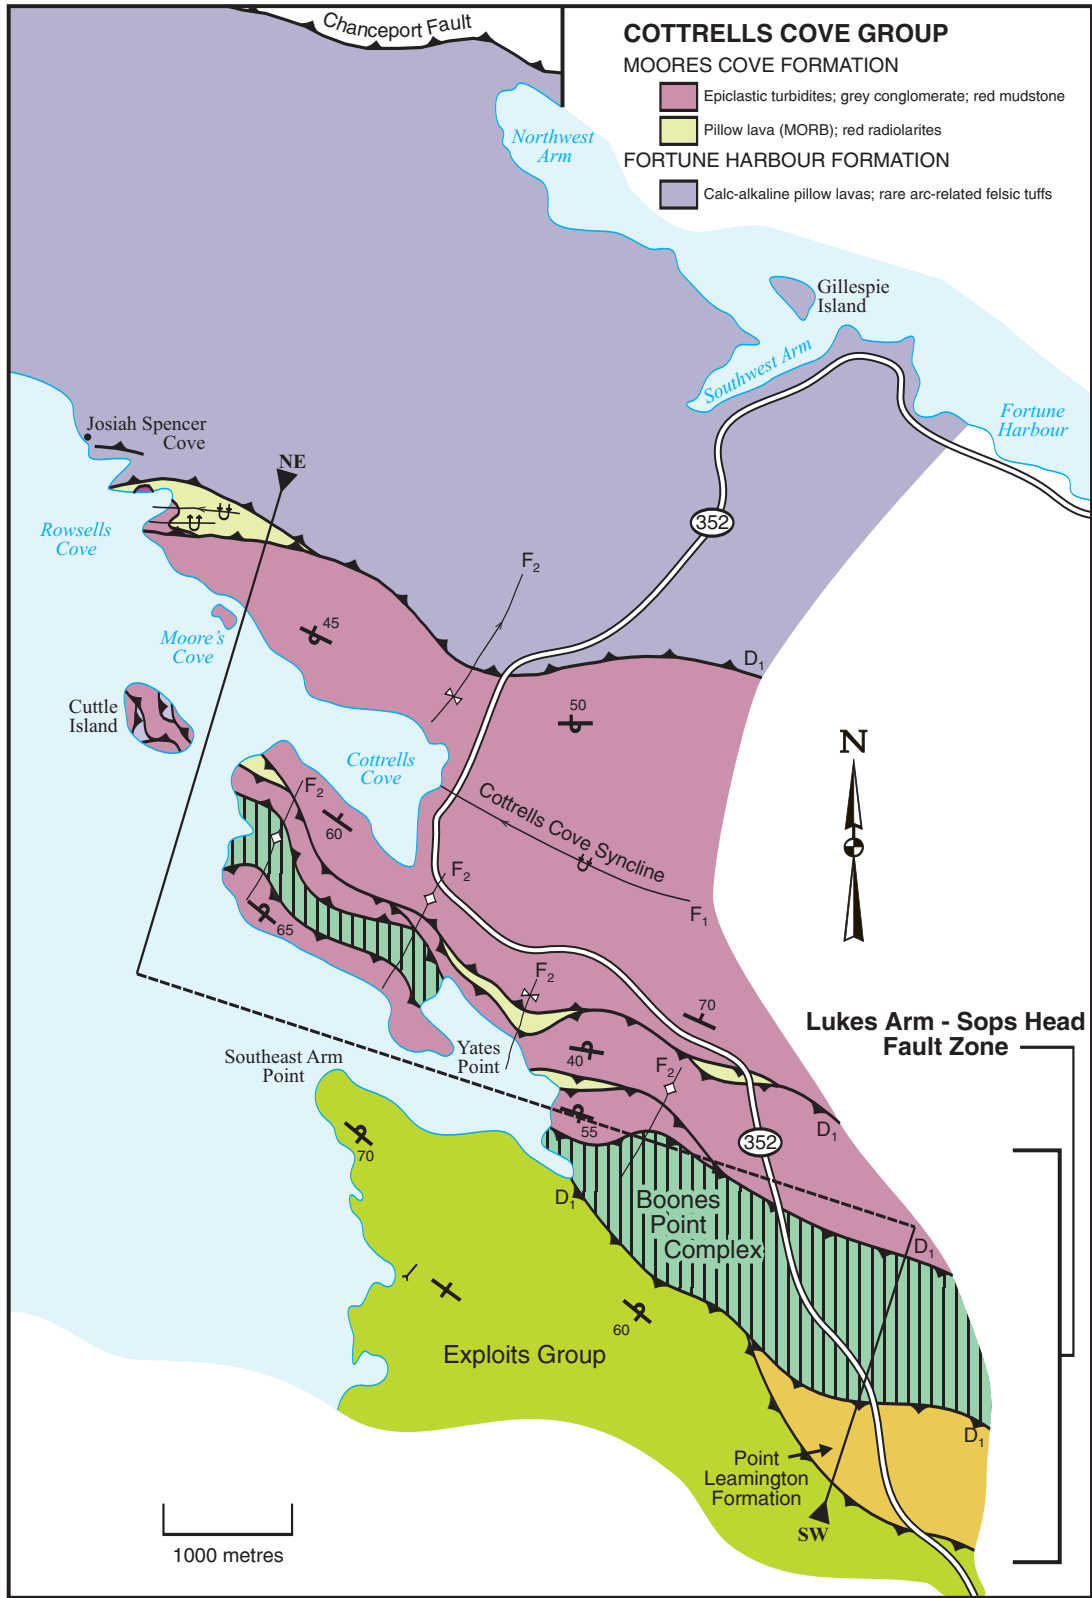 Chanceport Fault
COTTRELLS COVE GROUP
MOORES COVE FORMATION
Epiclastic turbidites; grey conglomerate; red mudstone
Pillow lava (MORB); red radiolarites
FORTUNE HARBOUR FORMATION
Calc-alkaline pillow lavas; rare arc-related felsic tuffs
Northwest
Arm
Gillespie
Island
Southwest Arm
Fortune
Harbour
Josiah Spencer
Cove
NE
Rowsells
Cove
352
F2
45
Moore's
Cove
D1
Cuttle
Island
50
N
Cottrells
Cove
F2
60
Cottrells Cove Syncline
F2
F1
65
F2
70
Lukes Arm - Sops Head
Fault Zone
Southeast Arm
Point
Yates
Point
40
F2
55
D1
352
70
D1
Boones
Point
Complex
D1
60
Exploits Group
D1
Point
Leamington
Formation
SW
1000 metres